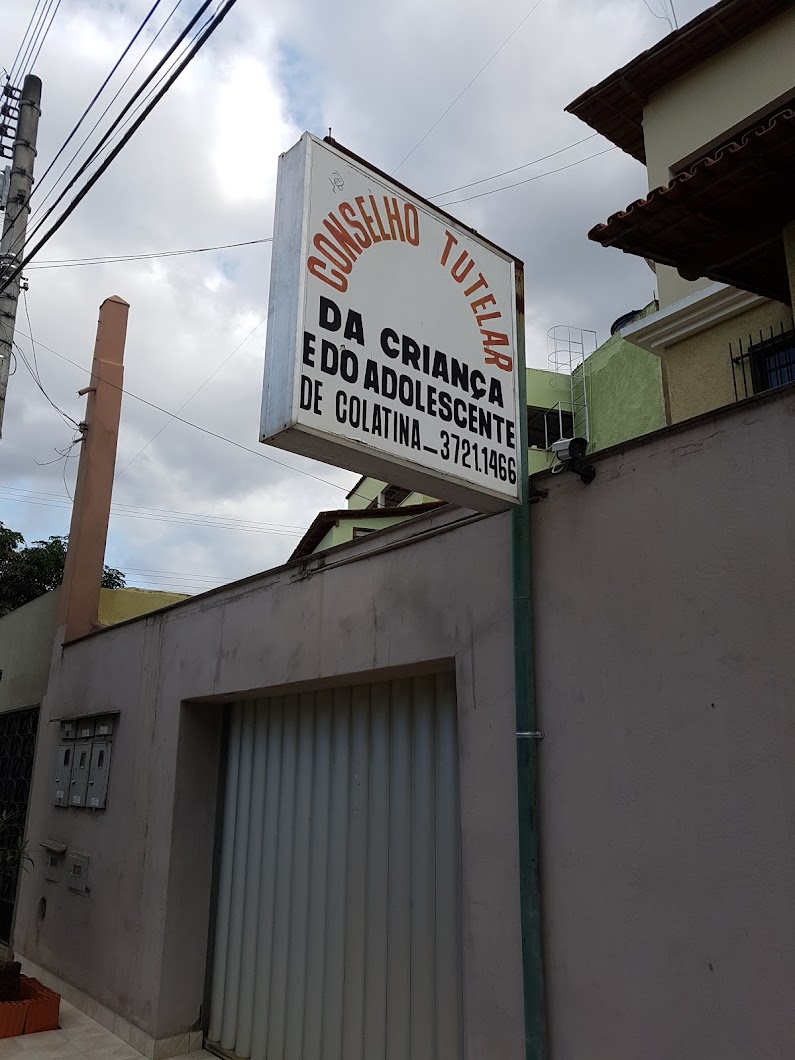 CONSELHO TUTELAR
DA CRIANÇA
E DO ADOLESCENTE
DE COLATINA_3721.1466